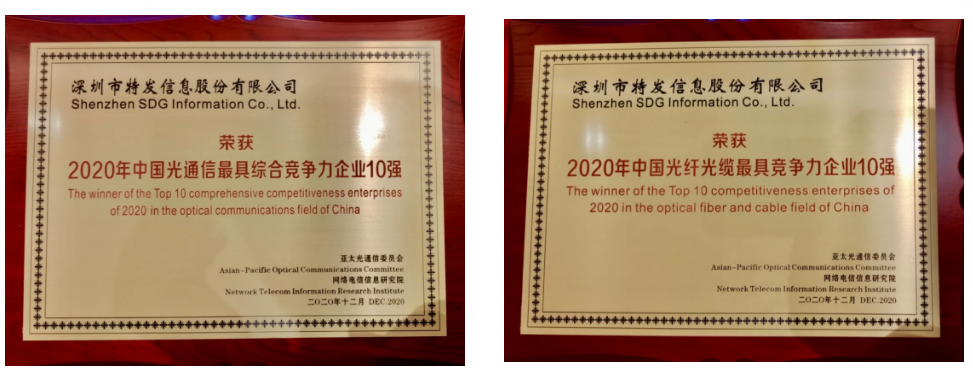 深圳市特发信息股份有限公司
Shenzhen SDG Information Co., Ltd.
荣获
2020年中国光通信最具综合竞争力企业10强
The winner of the Top 10 comprehensive competitiveness enterprises
of 2020 in the optical communications field of China
亚太光通信委员会
Asian-Pacific Optical Communications Committee
网络电信信息研究院
Network Telecom Information Research Institute
二〇二〇年十二月 DEC.2020
深圳市特发信息股份有限公司
Shenzhen SDG Information Co., Ltd.
荣获
2020年中国光纤光缆最具竞争力企业10强
The winner of the Top 10 competitiveness enterprises of
2020 in the optical fiber and cable field of China
亚太光通信委员会
Asian-Pacific Optical Communications Committee
网络电信信息研究院
Network Telecom Information Research Institute
二〇二〇年十二月 DEC.2020